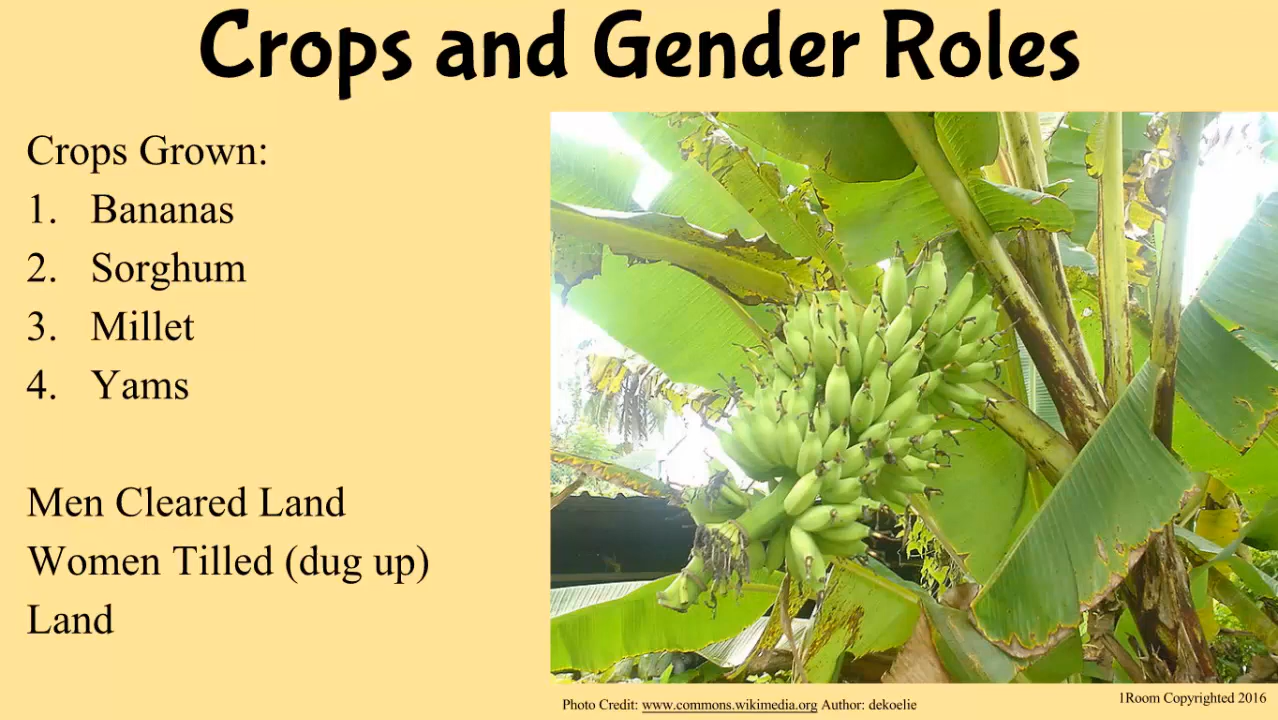 Crops and Gender Roles
Crops Grown:
1. Bananas
2. Sorghum
3. Millet
4. Yams
Men Cleared Land
Women Tilled (dug up)
Land
Photo Credit: www.commons.wikimedia.org Author: dekoelie
1Room Copyrighted 2016